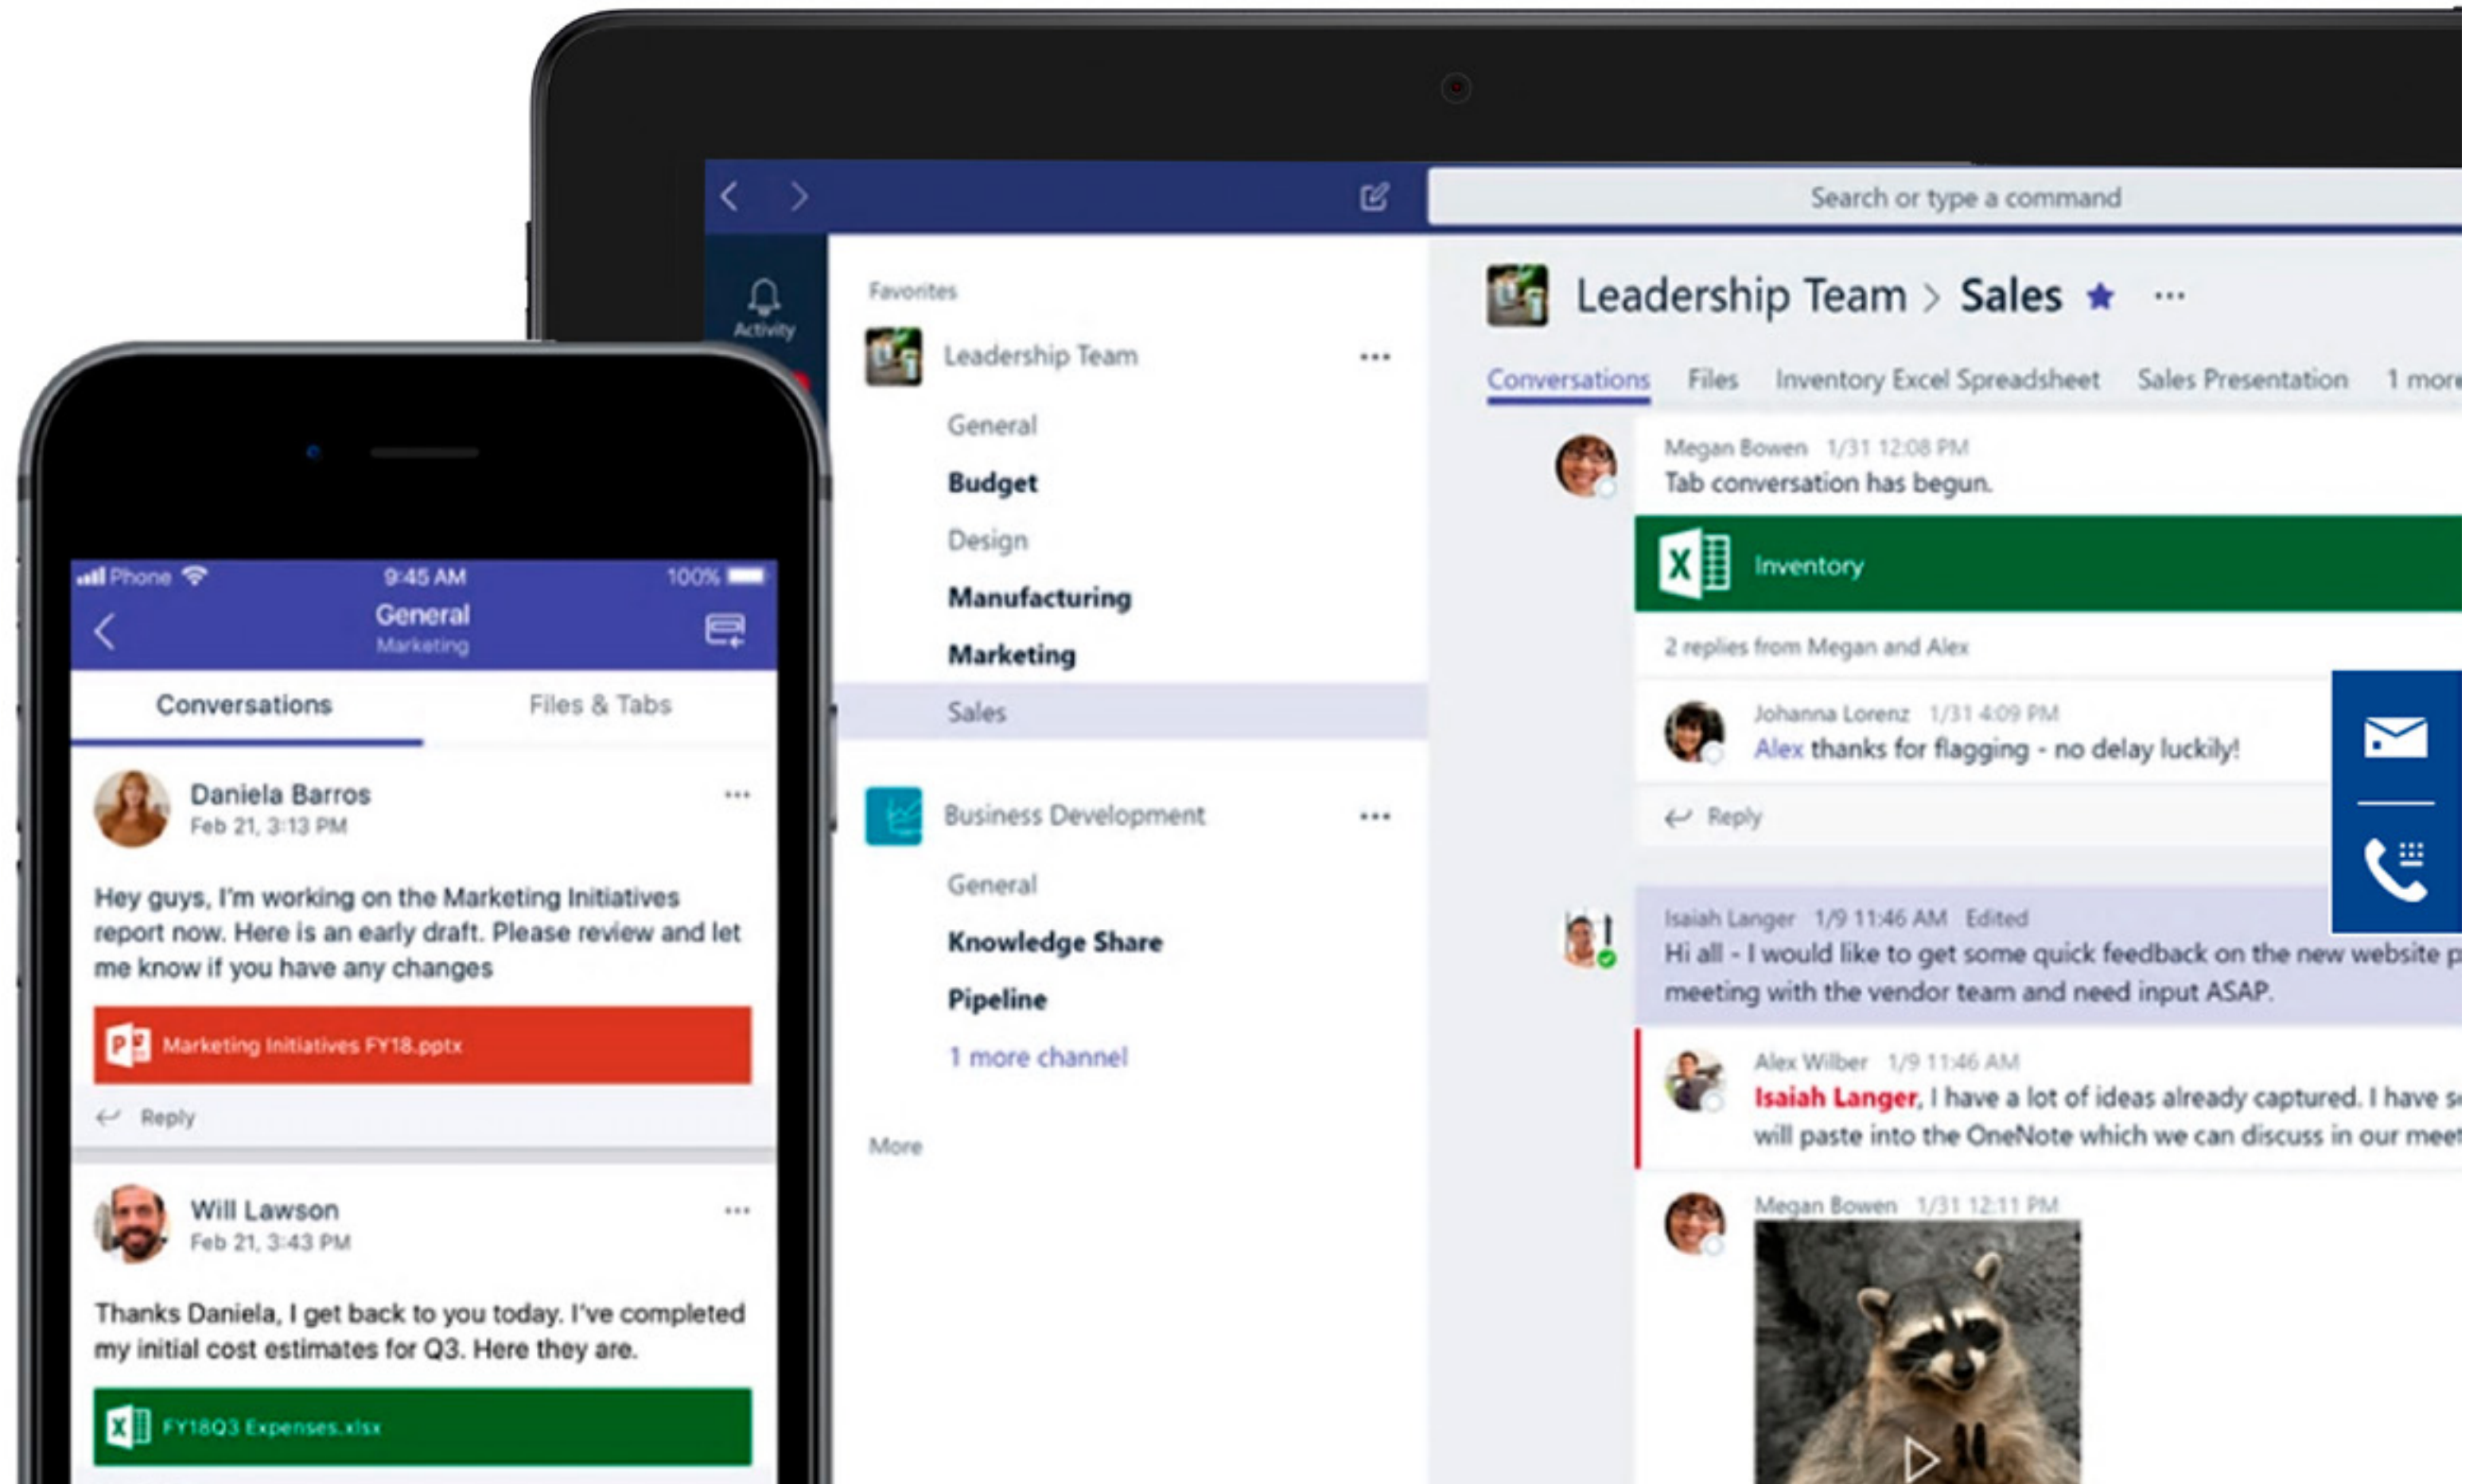 Search or type a command
Activity
Favorites
Leadership Team
General
Budget
Design
Manufacturing
Marketing
Sales
Business Development
General
Knowledge Share
Pipeline
1 more channel
More
Leadership Team > Sales
Conversations Files Inventory Excel Spreadsheet Sales Presentation 1 more
Megan Bowen 1/31 12:08 PM
Tab conversation has begun.
Inventory
2 replies from Megan and Alex
Johanna Lorenz 1/31 4:09 PM
Alex thanks for flagging - no delay luckily!
Reply
Isaiah Langer 1/9 11:46 AM Edited
Hi all - I would like to get some quick feedback on the new website p
meeting with the vendor team and need input ASAP.
Alex Wilber 1/9 11:46 AM
Isaiah Langer, I have a lot of ideas already captured. I have s
will paste into the OneNote which we can discuss in our meet
Megan Bowen 1/31 12:11 PM
Phone 9:45 AM 100%
General
Marketing
Conversations Files & Tabs
Daniela Barros
Feb 21, 3:13 PM
Hey guys, I'm working on the Marketing Initiatives
report now. Here is an early draft. Please review and let
me know if you have any changes
Marketing Initiatives FY18.pptx
Reply
Will Lawson
Feb 21, 3:43 PM
Thanks Daniela, I get back to you today. I've completed
my initial cost estimates for Q3. Here they are.
FY18Q3 Expenses.xlsx